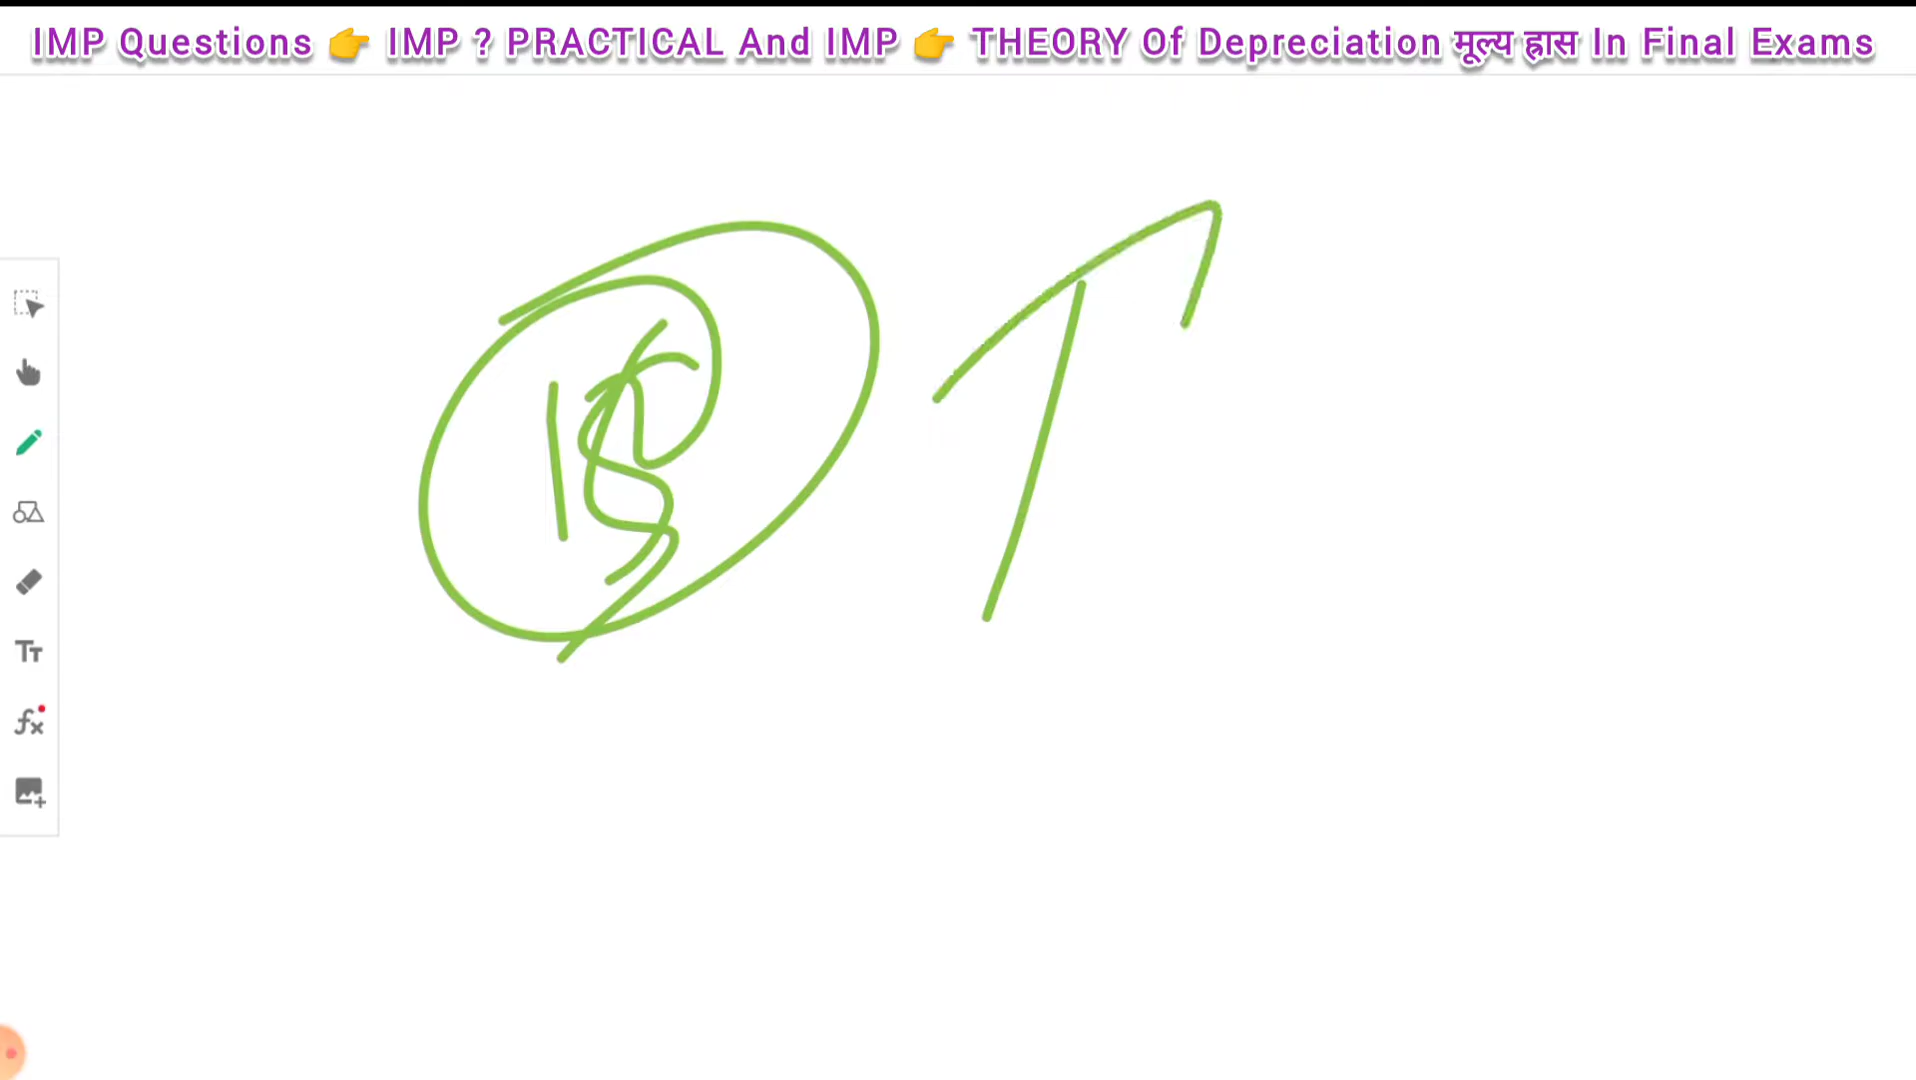 IMP Questions 👉 IMP ? PRACTICAL And IMP 👉 THEORY Of Depreciation मूल्य ह्रास In Final Exams
T